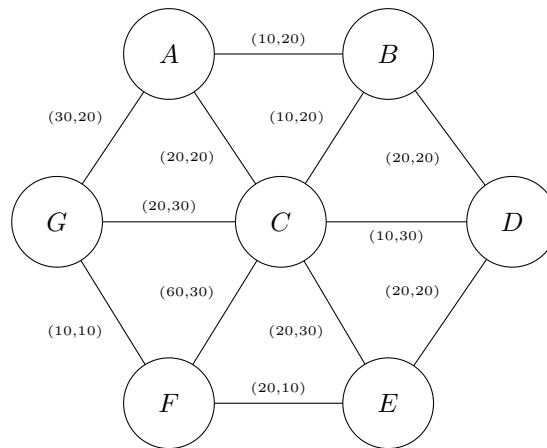 (10,20)
A
B
(30,20)
(10,20)
(20,20)
(20,20)
(20,30)
G
C
D
(10,30)
(60,30)
(20,20)
(10,10)
(20,30)
(20,10)
F
E